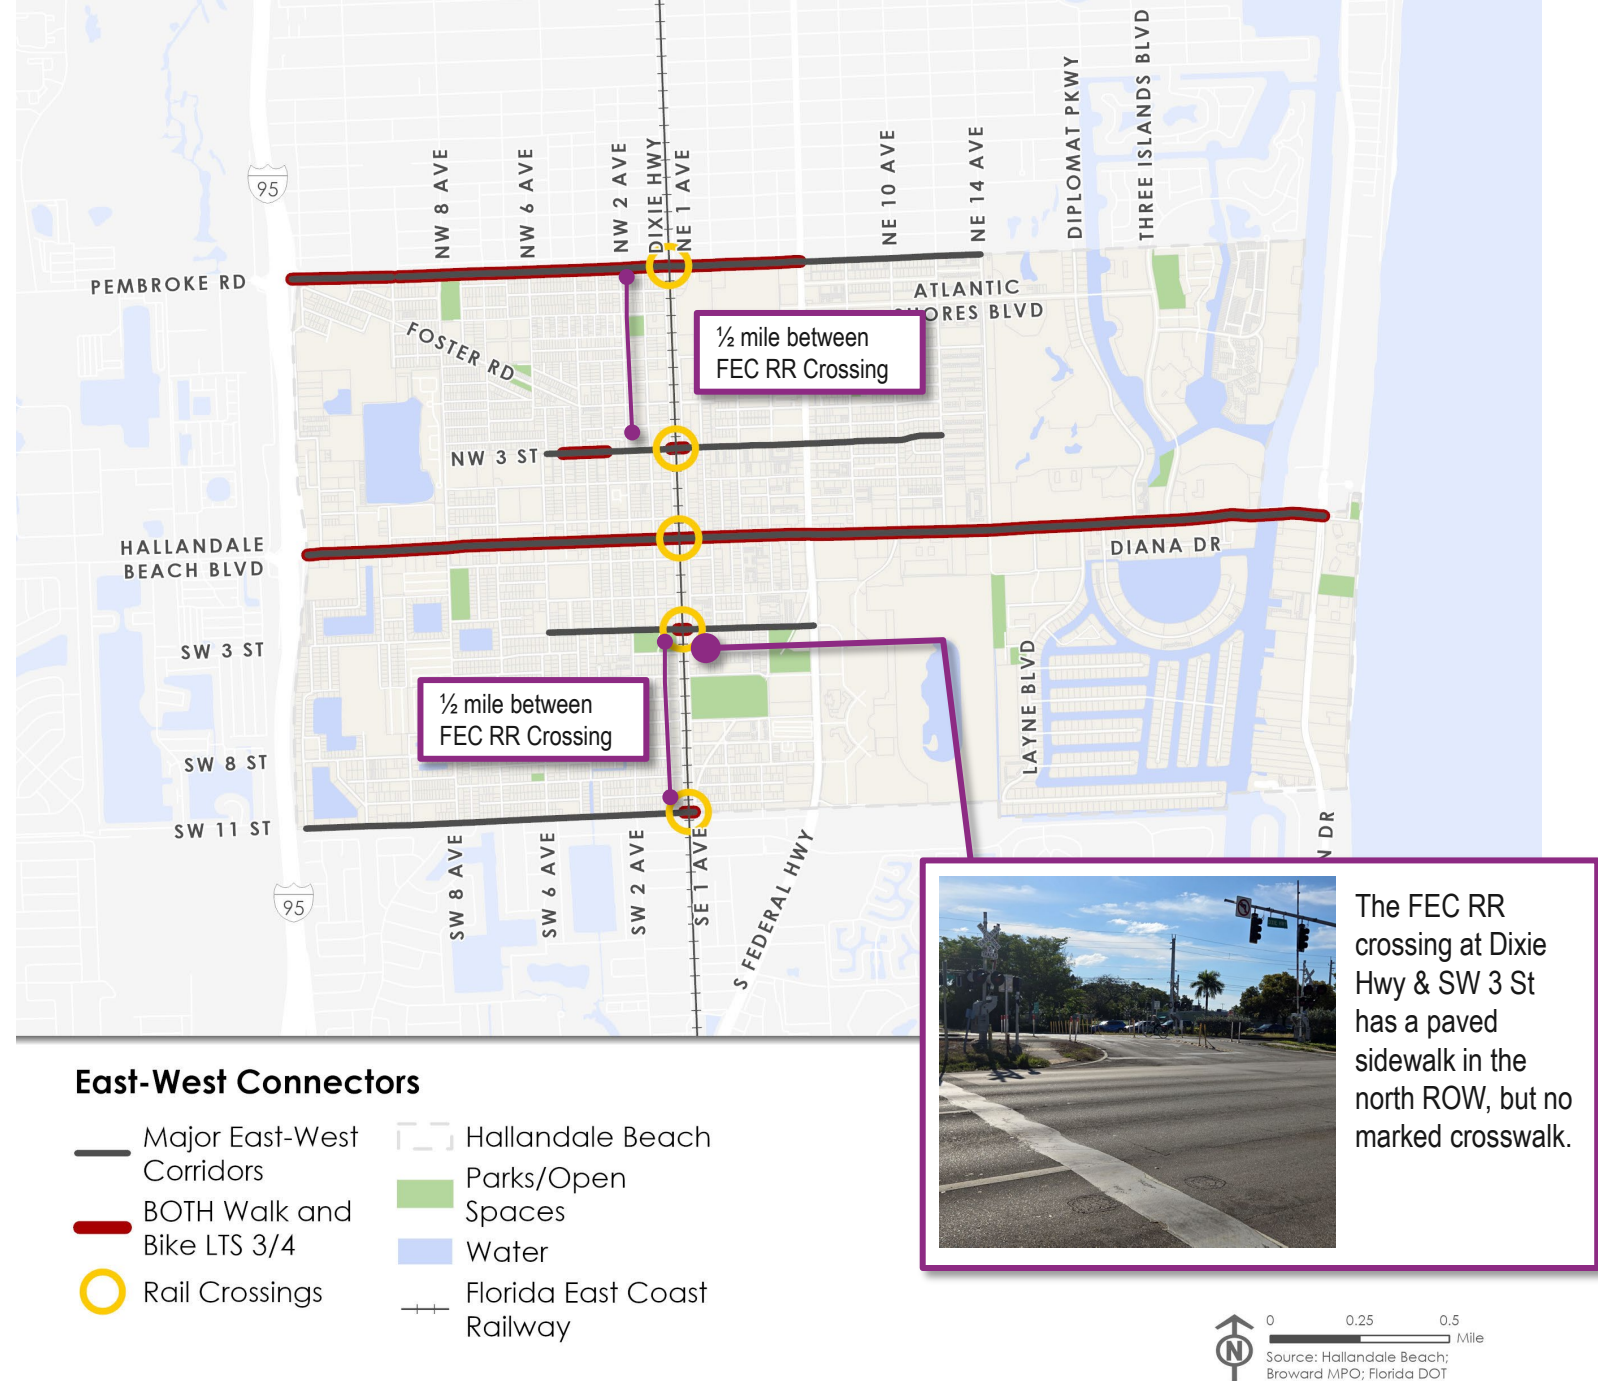 NW 8 AVE
NW 6 AVE
NW 2 AVE
DIXIE HWY
NE 1 AVE
NE 10 AVE
NE 14 AVE
DIPLOMAT PKWY
THREE ISLANDS BLVD
95
PEMBROKE RD
ATLANTIC
ORES BLVD
FOSTER RD
½ mile between
FEC RR Crossing
NW 3 ST
HALLANDALE
BEACH BLVD
DIANA DR
SW 3 ST
½ mile between
FEC RR Crossing
LAYNE BLVD
SW 8 ST
SW 11 ST
95
SW 8 AVE
SW 6 AVE
SW 2 AVE
SE 1 AVE
S FEDERAL HWY
N DR
The FEC RR
crossing at Dixie
Hwy & SW 3 St
has a paved
sidewalk in the
north ROW, but no
marked crosswalk.
East-West Connectors
Major East-West
Corridors
BOTH Walk and
Bike LTS 3/4
Rail Crossings
Hallandale Beach
Parks/Open
Spaces
Water
Florida East Coast
Railway
N
0 0.25 0.5
Mile
Source: Hallandale Beach;
Broward MPO; Florida DOT